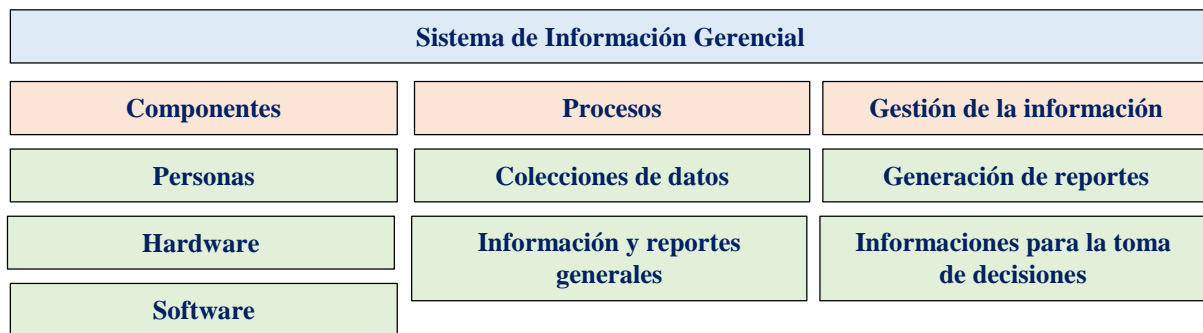 Sistema de Información Gerencial
Componentes
Procesos
Gestión de la información
Personas
Colecciones de datos
Generación de reportes
Hardware
Información y reportes
generales
Informaciones para la toma
de decisiones
Software